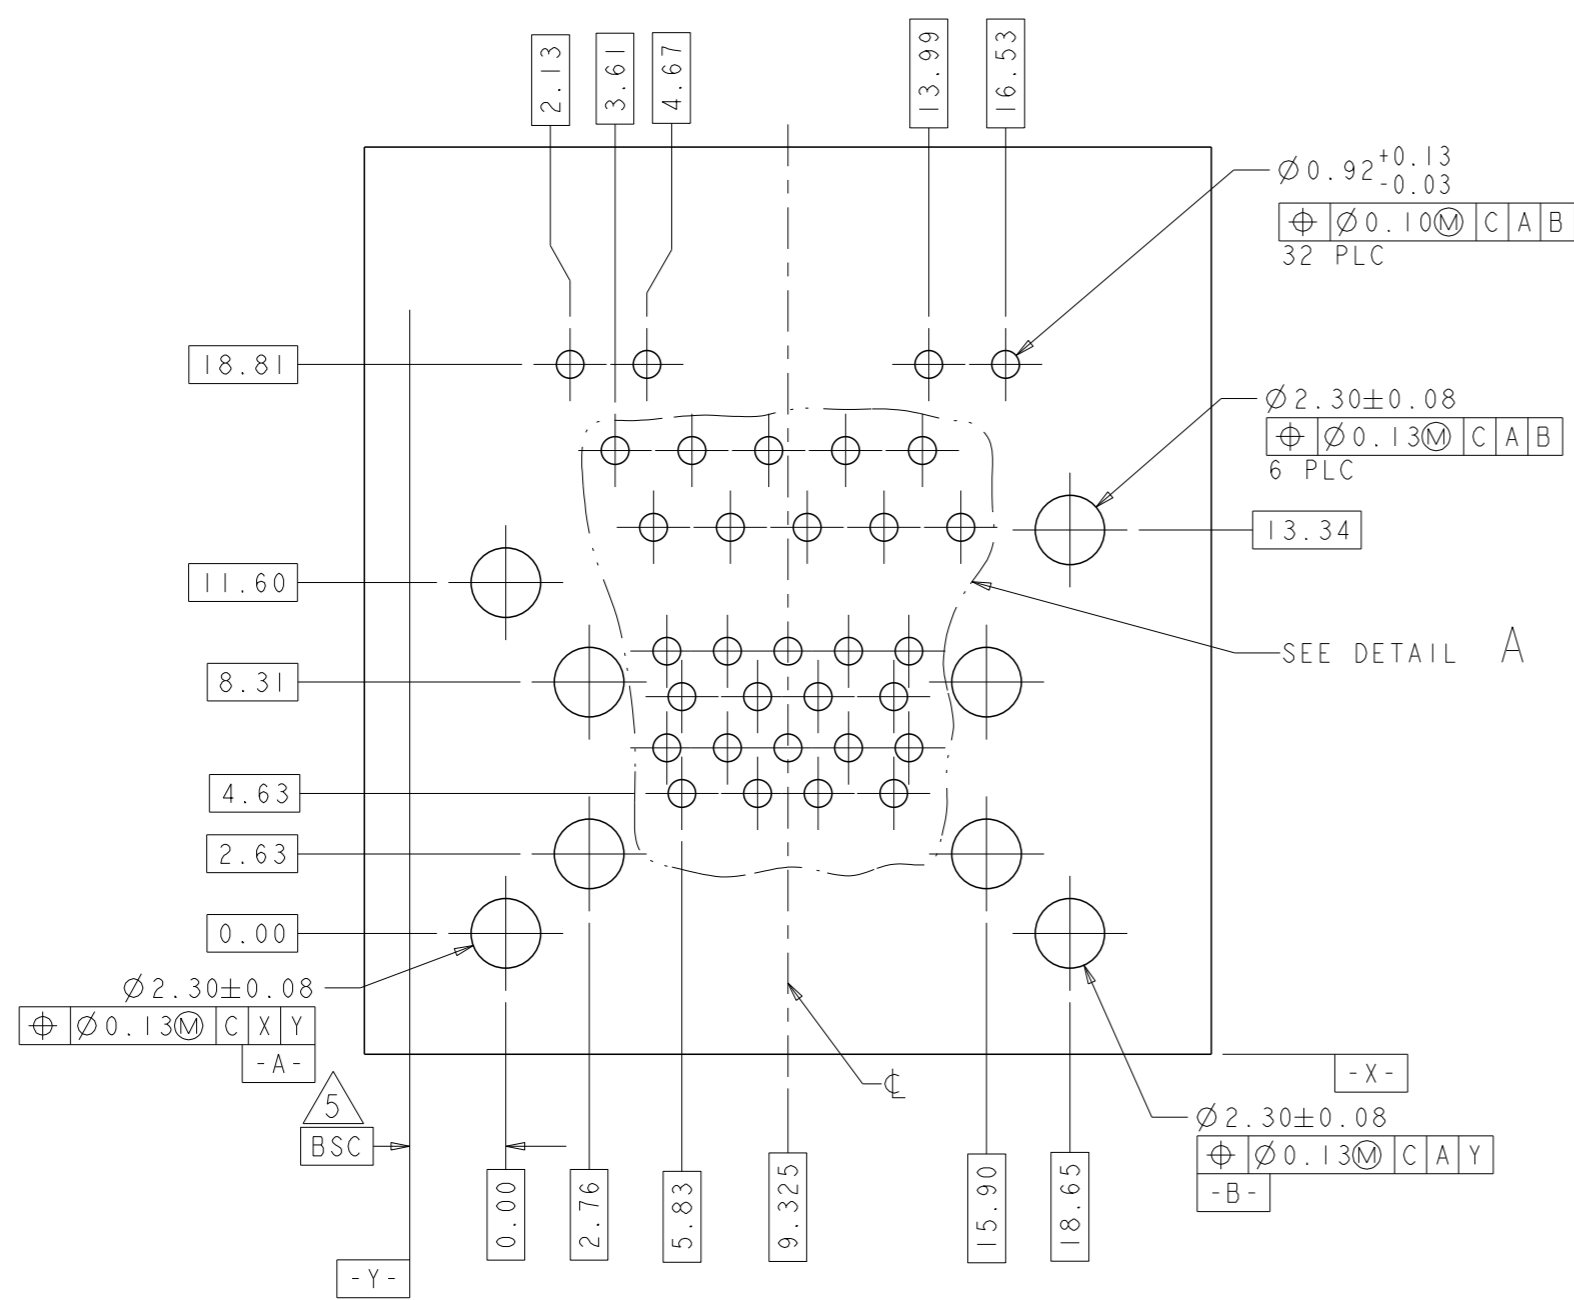 2.13
3.61
4.67
13.99
16.53
Ø0.92 +0.13 -0.03
⌖ Ø0.10Ⓜ C A B
32 PLC
18.81
Ø2.30±0.08
⌖ Ø0.13Ⓜ C A B
6 PLC
13.34
11.60
SEE DETAIL A
8.31
4.63
2.63
0.00
Ø2.30±0.08
⌖ Ø0.13Ⓜ C X Y
-A-
5
BSC
℄
-X-
Ø2.30±0.08
⌖ Ø0.13Ⓜ C A Y
-B-
0.00
2.76
5.83
9.325
15.90
18.65
-Y-